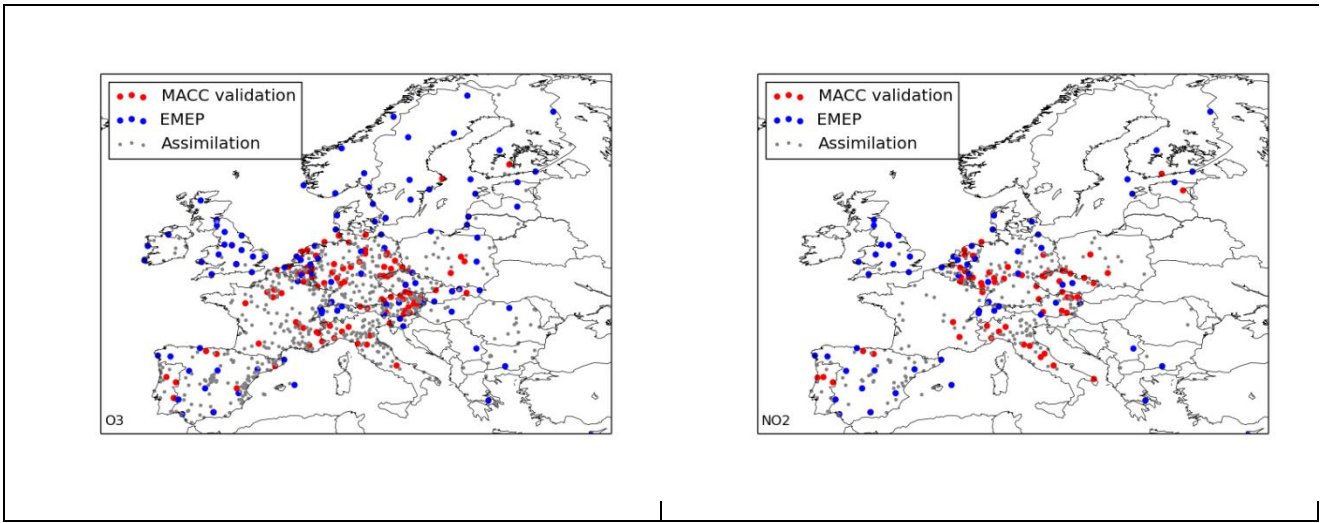 MACC validation
EMEP
Assimilation
O3
MACC validation
EMEP
Assimilation
NO2